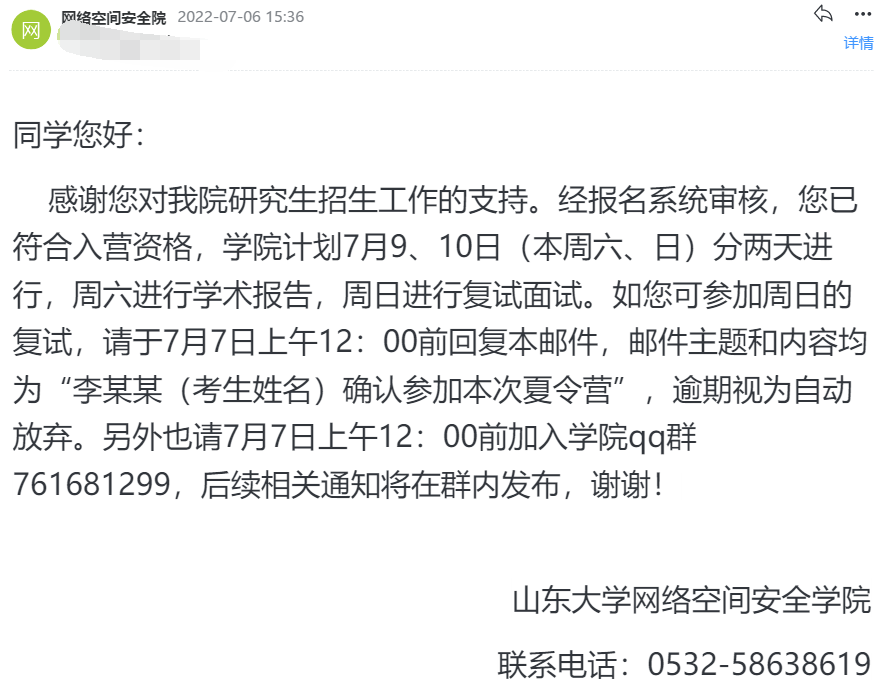 网络空间安全院 2022-07-06 15:36
网
详情
同学您好：
感谢您对我院研究生招生工作的支持。经报名系统审核，您已
符合入营资格，学院计划7月9、10日（本周六、日）分两天进
行，周六进行学术报告，周日进行复试面试。如您可参加周日的
复试，请于7月7日上午12：00前回复本邮件，邮件主题和内容均
为“李某某（考生姓名）确认参加本次夏令营”，逾期视为自动
放弃。另外也请7月7日上午12：00前加入学院qq群
761681299，后续相关通知将在群内发布，谢谢！
山东大学网络空间安全学院
联系电话：0532-58638619